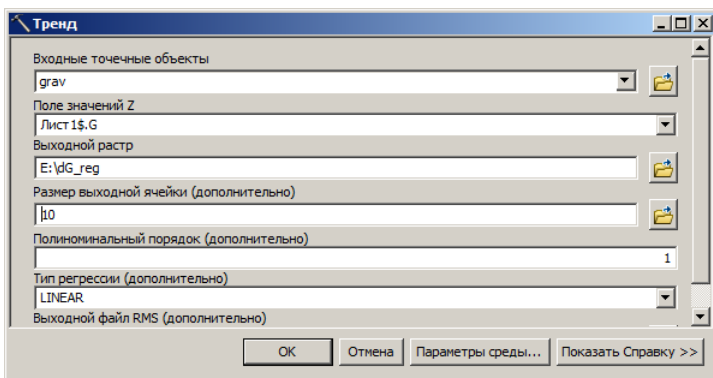 Тренд
Входные точечные объекты
grav
Поле значений Z
Лист1$.G
Выходной растр
E:\dG_reg
Размер выходной ячейки (дополнительно)
10
Полиноминальный порядок (дополнительно)
1
Тип регрессии (дополнительно)
LINEAR
Выходной файл RMS (дополнительно)
OK Отмена Параметры среды... Показать Справку >>